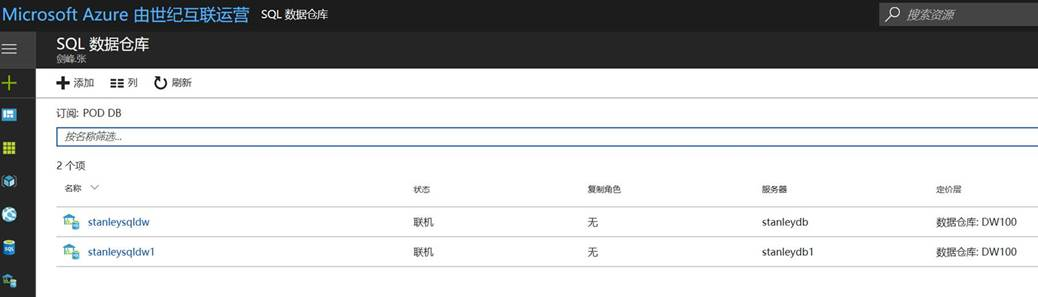 Microsoft Azure 由世纪互联运营 SQL 数据仓库 搜索资源
SQL 数据仓库
剑峰.张
添加 列 刷新
订阅: POD DB
按名称筛选...
2 个项
名称 状态 复制角色 服务器 定价层
stanleysqldw 联机 无 stanleydb 数据仓库: DW100
stanleysqldw1 联机 无 stanleydb1 数据仓库: DW100
SQL